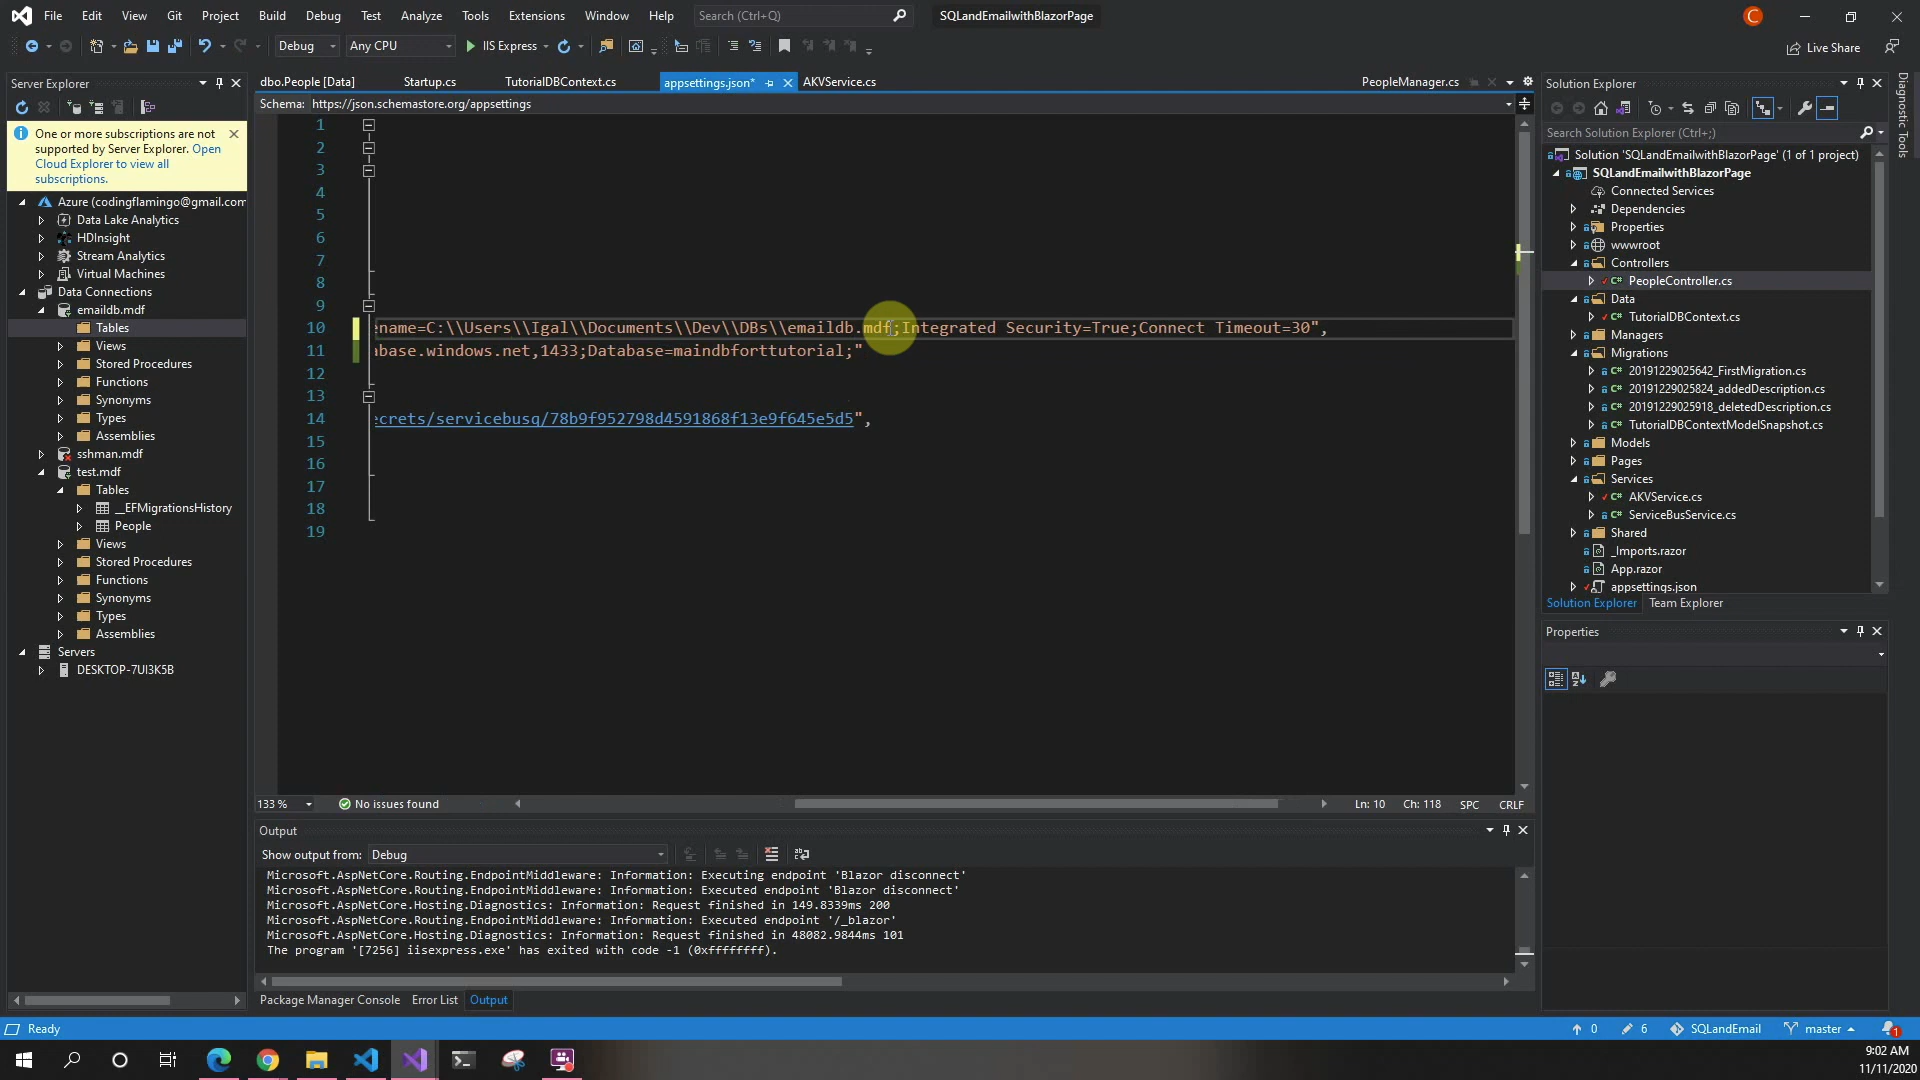 File Edit View Git Project Build Debug Test Analyze Tools Extensions Window Help Search (Ctrl+Q) SQLandEmailwithBlazorPage C
Debug Any CPU IIS Express Live Share
Server Explorer
One or more subscriptions are not
supported by Server Explorer. Open
Cloud Explorer to view all
subscriptions.
Azure (codingflamingo@gmail.com
Data Lake Analytics
HDInsight
Stream Analytics
Virtual Machines
Data Connections
emaildb.mdf
Tables
Views
Stored Procedures
Functions
Synonyms
Types
Assemblies
sshman.mdf
test.mdf
Tables
__EFMigrationsHistory
People
Views
Stored Procedures
Functions
Synonyms
Types
Assemblies
Servers
DESKTOP-7UI3K5B
dbo.People [Data] Startup.cs TutorialDBContext.cs appsettings.json* AKVService.cs PeopleManager.cs
Schema: https://json.schemastore.org/appsettings
1
2
3
4
5
6
7
8
9
10 ename=C:\\Users\\Igal\\Documents\\Dev\\DBs\\emaildb.mdf;Integrated Security=True;Connect Timeout=30",
11 abase.windows.net,1433;Database=maindbforttutorial;"
12
13
14 ecrets/servicebusq/78b9f952798d4591868f13e9f645e5d5",
15
16
17
18
19
133 % No issues found Ln: 10 Ch: 118 SPC CRLF
Output
Show output from: Debug
Microsoft.AspNetCore.Routing.EndpointMiddleware: Information: Executing endpoint 'Blazor disconnect'
Microsoft.AspNetCore.Routing.EndpointMiddleware: Information: Executed endpoint 'Blazor disconnect'
Microsoft.AspNetCore.Hosting.Diagnostics: Information: Request finished in 149.8339ms 200
Microsoft.AspNetCore.Routing.EndpointMiddleware: Information: Executed endpoint '/_blazor'
Microsoft.AspNetCore.Hosting.Diagnostics: Information: Request finished in 48082.9844ms 101
The program '[7256] iisexpress.exe' has exited with code -1 (0xffffffff).
Package Manager Console Error List Output
Solution Explorer
Search Solution Explorer (Ctrl+;)
Solution 'SQLandEmailwithBlazorPage' (1 of 1 project)
SQLandEmailwithBlazorPage
Connected Services
Dependencies
Properties
wwwroot
Controllers
C# PeopleController.cs
Data
C# TutorialDBContext.cs
Managers
Migrations
C# 20191229025642_FirstMigration.cs
C# 20191229025824_addedDescription.cs
C# 20191229025918_deletedDescription.cs
C# TutorialDBContextModelSnapshot.cs
Models
Pages
Services
C# AKVService.cs
C# ServiceBusService.cs
Shared
_Imports.razor
App.razor
appsettings.json
Solution Explorer Team Explorer
Properties
Diagnostic Tools
Ready 0 6 SQLandEmail master 1
9:02 AM
11/11/2020